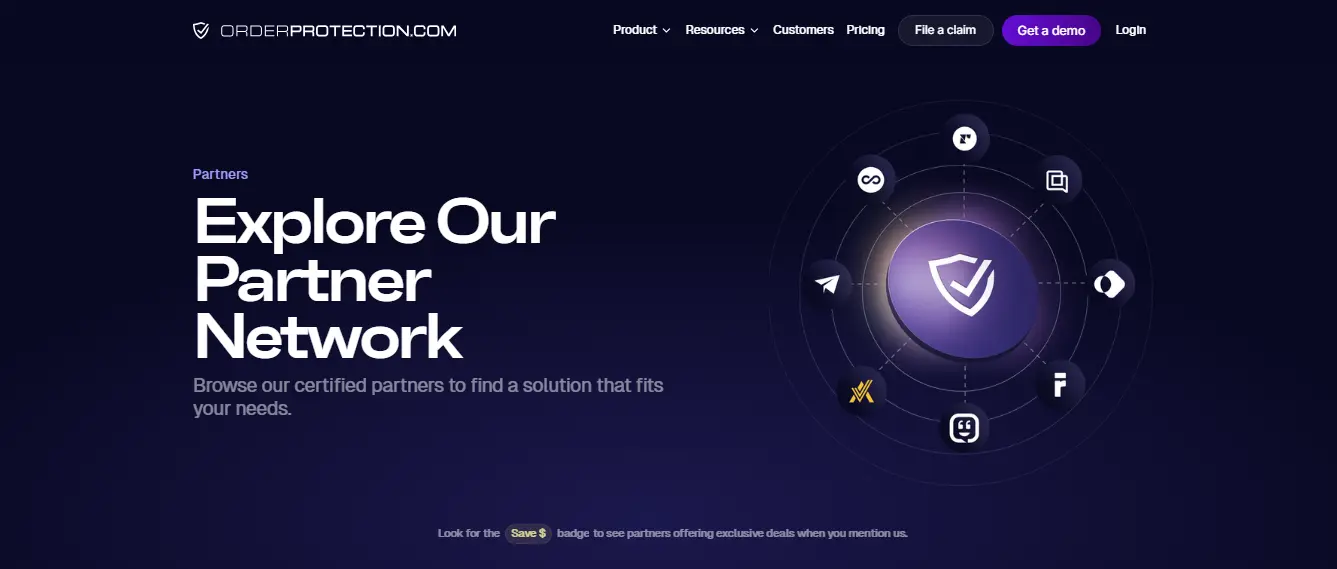 ORDERPROTECTION.COM
Product
Resources
Customers
Pricing
File a claim
Get a demo
Login
Partners
Explore Our
Partner
Network
Browse our certified partners to find a solution that fits
your needs.
Look for the Save $ badge to see partners offering exclusive deals when you mention us.